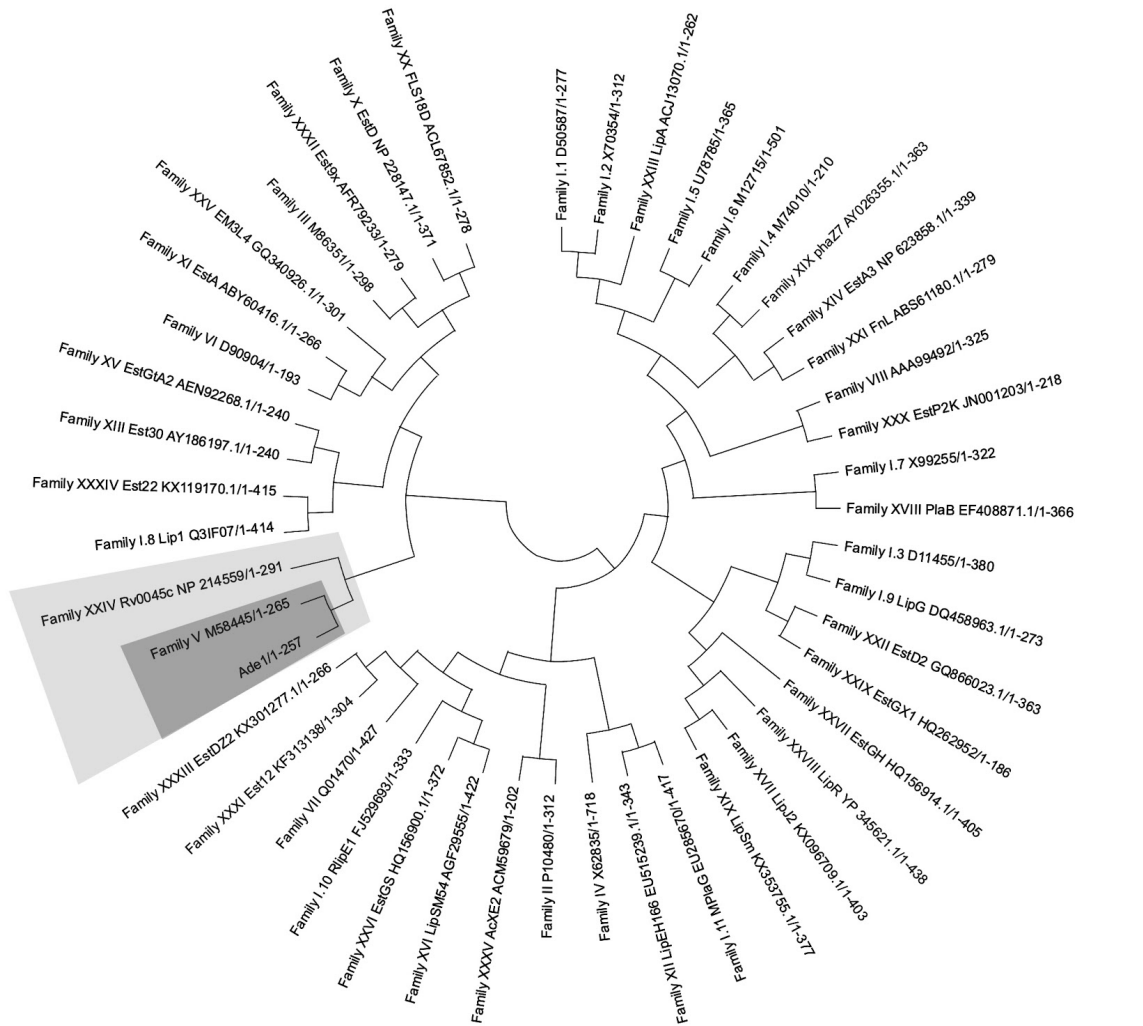 Family I.1 D50587/1-277
Family I.2 X70354/1-312
Family XXIII LipA ACJ13070.1/1-262
Family I.5 U78785/1-365
Family I.6 M12715/1-501
Family I.4 M74010/1-210
Family XIX phaZ7 AY026355.1/1-363
Family XIV EstA3 NP 623858.1/1-339
Family XXI FnL ABS61180.1/1-279
Family VIII AAA99492/1-325
Family XXX EstP2K JN001203/1-218
Family I.7 X99255/1-322
Family XVIII PlaB EF408871.1/1-366
Family I.3 D11455/1-380
Family I.9 LipG DQ458963.1/1-273
Family XXII EstD2 GQ866023.1/1-363
Family XXIX EstGX1 HQ262952/1-186
Family XXVII EstGH HQ156914.1/1-405
Family XXVIII LipR YP 345621.1/1-438
Family XVII LipJ2 KX096709.1/1-403
Family XIX LipSm KX353755.1/1-377
Family I.11 MPlaG EU285670/1-417
Family XII LipEH166 EU515239.1/1-343
Family IV X62835/1-718
Family II P10480/1-312
Family XXXV AcXE2 ACM59679/1-202
Family XVI LipSM54 AGF29555/1-422
Family XXVI EstGS HQ156900.1/1-372
Family I.10 RlipE1 FJ529693/1-333
Family VII Q01470/1-427
Family XXXI Est12 KF313138/1-304
Family XXXIII EstDZ2 KX301277.1/1-266
Ade1/1-257
Family V M58445/1-265
Family XXIV Rv0045c NP 214559/1-291
Family I.8 Lip1 Q3IF07/1-414
Family XXXIV Est22 KX119170.1/1-415
Family XIII Est30 AY186197.1/1-240
Family XV EstGtA2 AEN92268.1/1-240
Family VI D90904/1-193
Family XI EstA ABY60416.1/1-266
Family XXV EM3L4 GQ340926.1/1-301
Family III M86351/1-298
Family XXXII Est9x AFR79233/1-279
Family X EstD NP 228147.1/1-371
Family XX FLS18D ACL67852.1/1-278